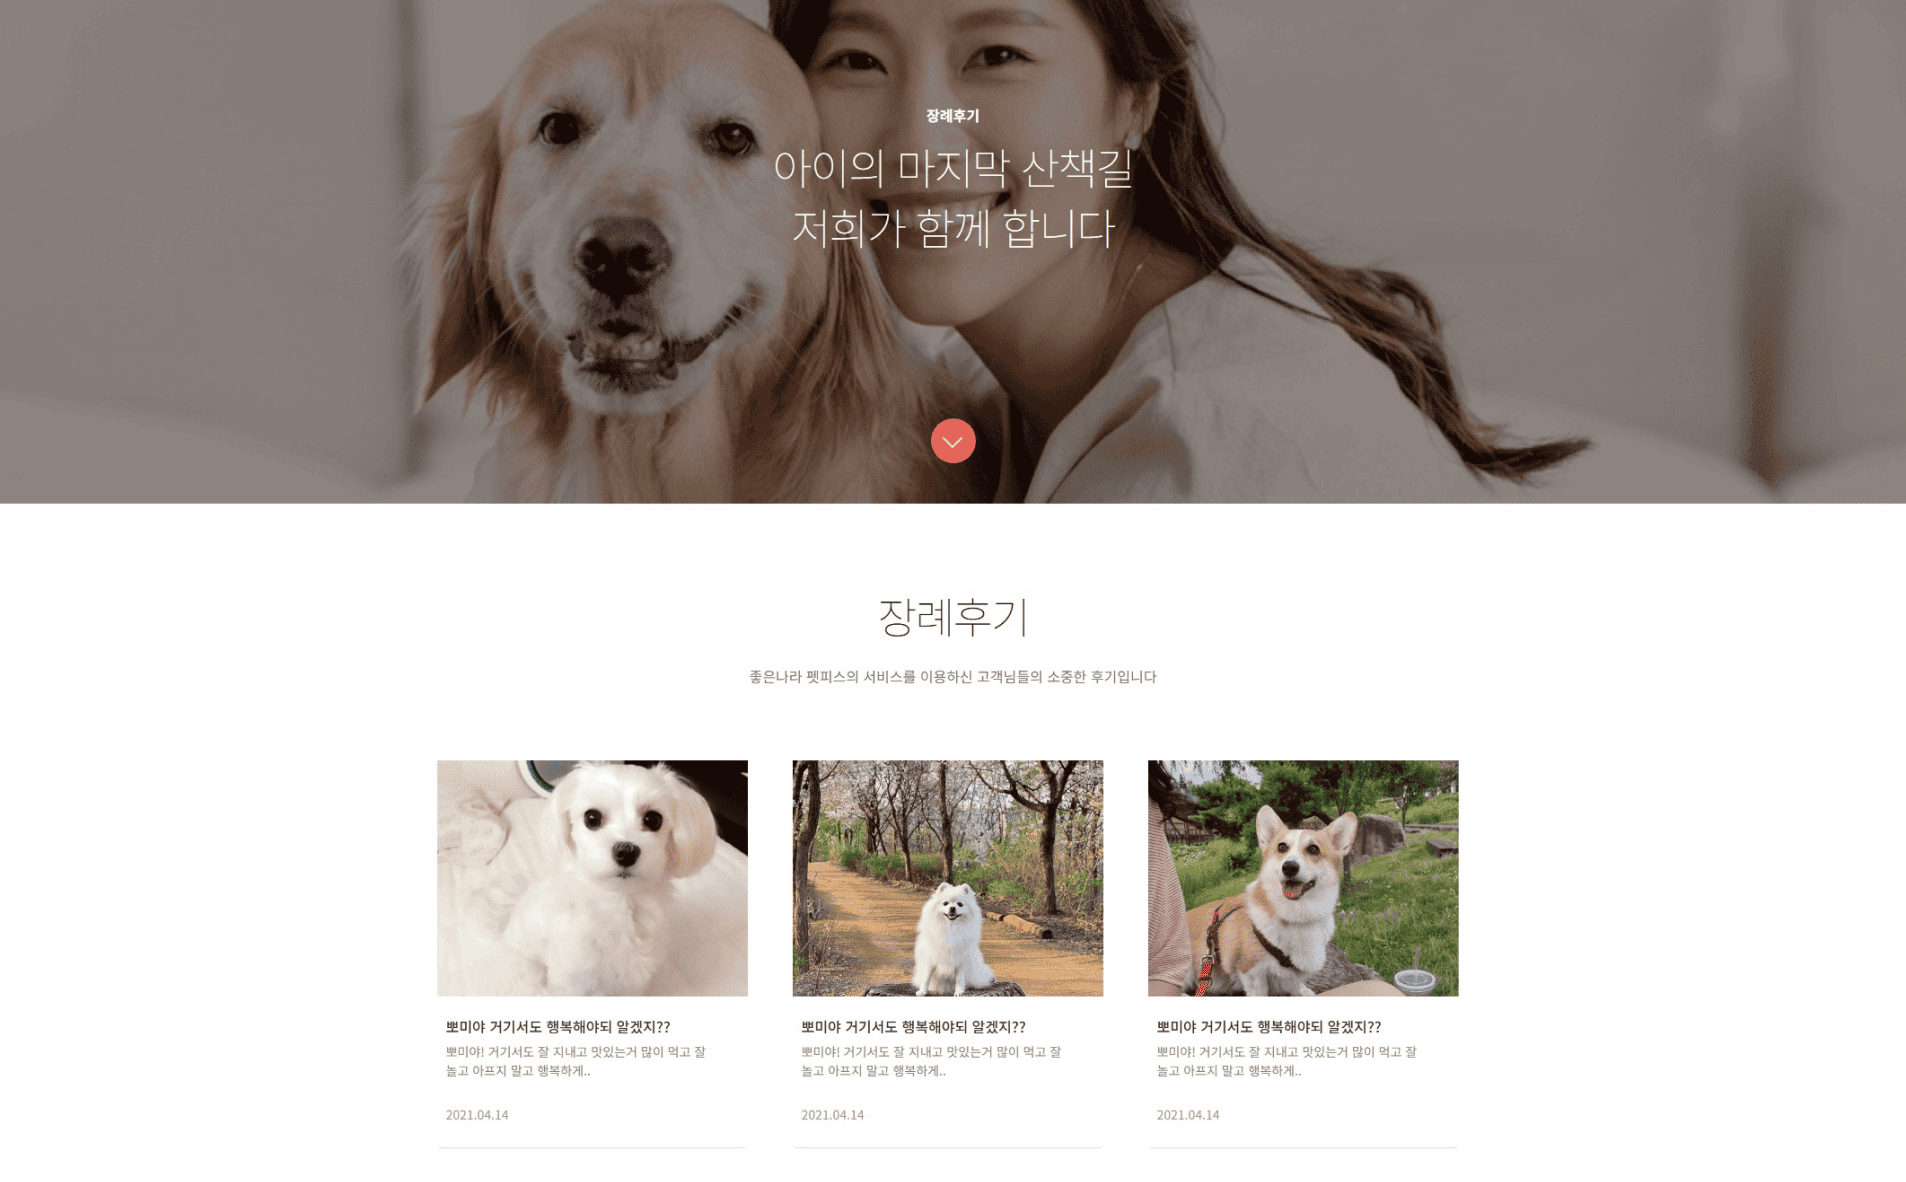 장례후기
아이의 마지막 산책길
저희가 함께 합니다
장례후기
좋은나라 펫피스의 서비스를 이용하신 고객님들의 소중한 후기입니다
뽀미야 거기서도 행복해야되 알겠지??
뽀미야! 거기서도 잘 지내고 맛있는거 많이 먹고 잘
놀고 아프지 말고 행복하게..
2021.04.14
뽀미야 거기서도 행복해야되 알겠지??
뽀미야! 거기서도 잘 지내고 맛있는거 많이 먹고 잘
놀고 아프지 말고 행복하게..
2021.04.14
뽀미야 거기서도 행복해야되 알겠지??
뽀미야! 거기서도 잘 지내고 맛있는거 많이 먹고 잘
놀고 아프지 말고 행복하게..
2021.04.14